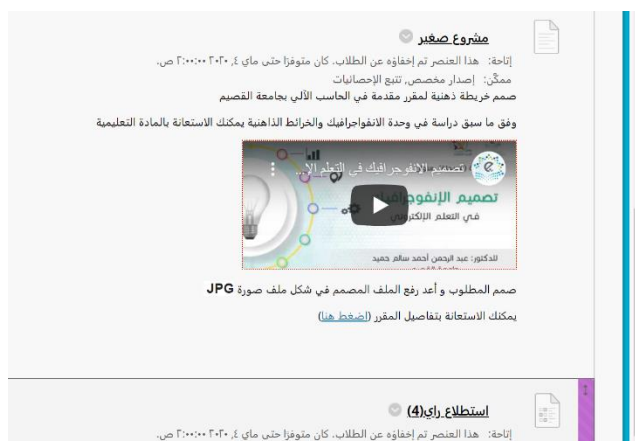 مشروع صغير
إتاحة: هذا العنصر تم إخفاؤه عن الطلاب. كان متوفرًا حتى ماي ٤, ٢٠٢٠ ٢:٠٠:٠٠ ص.
ممكّن: إصدار مخصص, تتبع الإحصائيات
صمم خريطة ذهنية لمقرر مقدمة في الحاسب الآلي بجامعة القصيم
وفق ما سبق دراسة في وحدة الانفواجرافيك والخرائط الذاهنية يمكنك الاستعانة بالمادة التعليمية
تصميم الإنفوجرافيك في التعلم الإ...
تصميم الإنفوجرافيك
في التعلم الإلكتروني
للدكتور: عبد الرحمن أحمد سالم حميد
صمم المطلوب و أعد رفع الملف المصمم في شكل ملف صورة JPG
يمكنك الاستعانة بتفاصيل المقرر (اضغط هنا)
استطلاع راي(4)
إتاحة: هذا العنصر تم إخفاؤه عن الطلاب. كان متوفرًا حتى ماي ٤, ٢٠٢٠ ٢:٠٠:٠٠ ص.